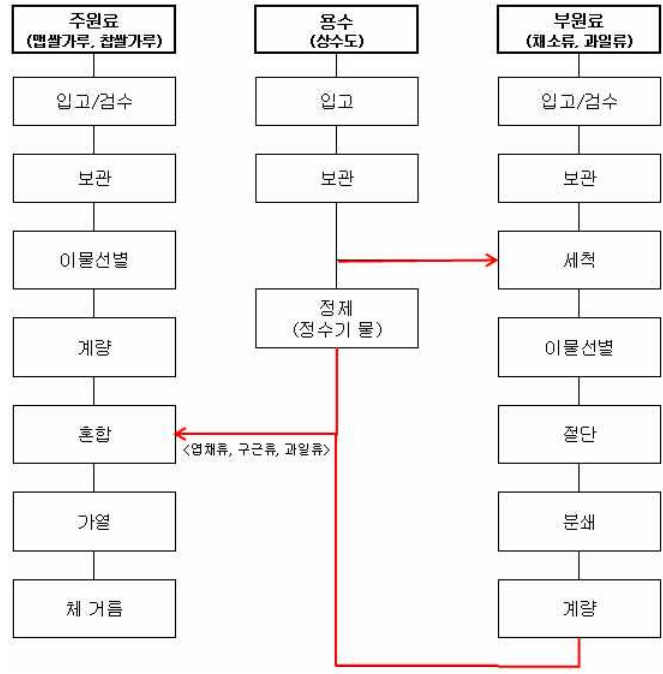 주원료
(맵쌀가루, 찹쌀가루)
입고/검수
보관
이물선별
계량
혼합
가열
체 거름
용수
(상수도)
입고
보관
정제
(정수기 물)
<엽채류, 구근류, 과일류>
부원료
(채소류, 과일류)
입고/검수
보관
세척
이물선별
절단
분쇄
계량